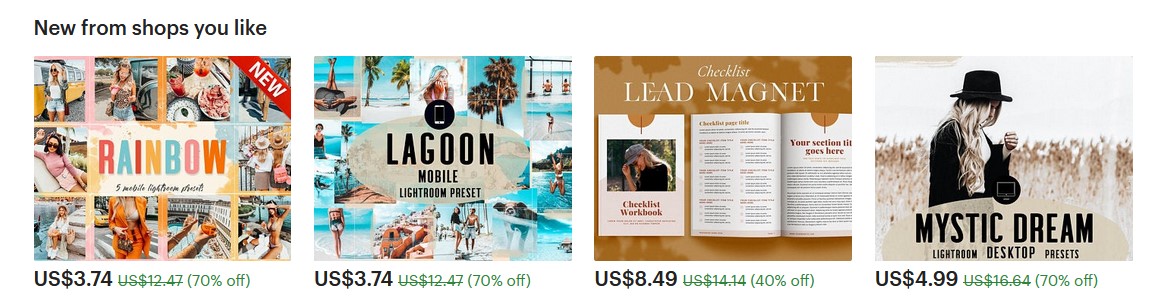 New from shops you like
NEW
RAINBOW
5 mobile lightroom presets
LAGOON
MOBILE
LIGHTROOM PRESET
Checklist
LEAD MAGNET
Checklist
Workbook
Checklist page title
Your section tit
goes here
MYSTIC DREAM
LIGHTROOM DESKTOP PRESETS
US$3.74 US$12.47 (70% off)
US$3.74 US$12.47 (70% off)
US$8.49 US$14.14 (40% off)
US$4.99 US$16.64 (70% off)